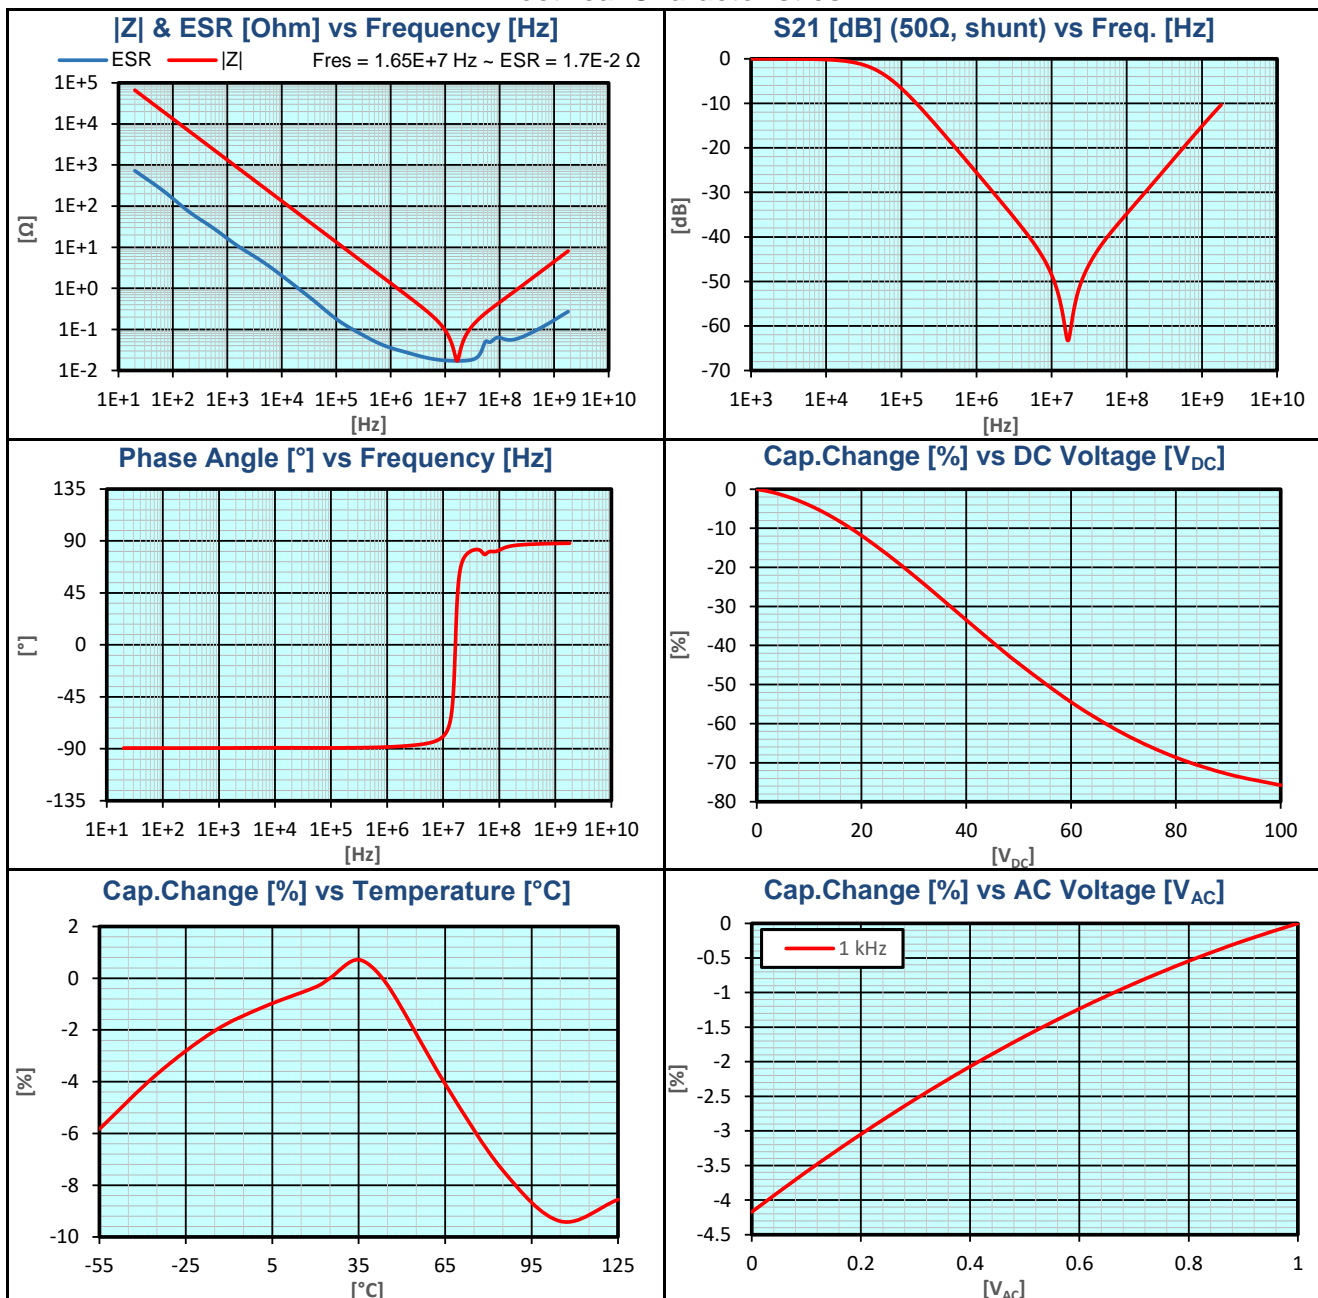 |Z| & ESR [Ohm] vs Frequency [Hz]
ESR
|Z|
Fres = 1.65E+7 Hz ~ ESR = 1.7E-2 Ω
1E+5
1E+4
1E+3
1E+2
1E+1
1E+0
1E-1
1E-2
[Ω]
1E+1 1E+2 1E+3 1E+4 1E+5 1E+6 1E+7 1E+8 1E+9 1E+10
[Hz]
S21 [dB] (50Ω, shunt) vs Freq. [Hz]
0
-10
-20
-30
-40
-50
-60
-70
[dB]
1E+3 1E+4 1E+5 1E+6 1E+7 1E+8 1E+9 1E+10
[Hz]
Phase Angle [°] vs Frequency [Hz]
135
90
45
0
-45
-90
-135
[°]
1E+1 1E+2 1E+3 1E+4 1E+5 1E+6 1E+7 1E+8 1E+9 1E+10
[Hz]
Cap.Change [%] vs DC Voltage [VDC]
0
-10
-20
-30
-40
-50
-60
-70
-80
[%]
0 20 40 60 80 100
[VDC]
Cap.Change [%] vs Temperature [°C]
2
0
-2
-4
-6
-8
-10
[%]
-55 -25 5 35 65 95 125
[°C]
Cap.Change [%] vs AC Voltage [VAC]
1 kHz
0
-0.5
-1
-1.5
-2
-2.5
-3
-3.5
-4
-4.5
[%]
0 0.2 0.4 0.6 0.8 1
[VAC]